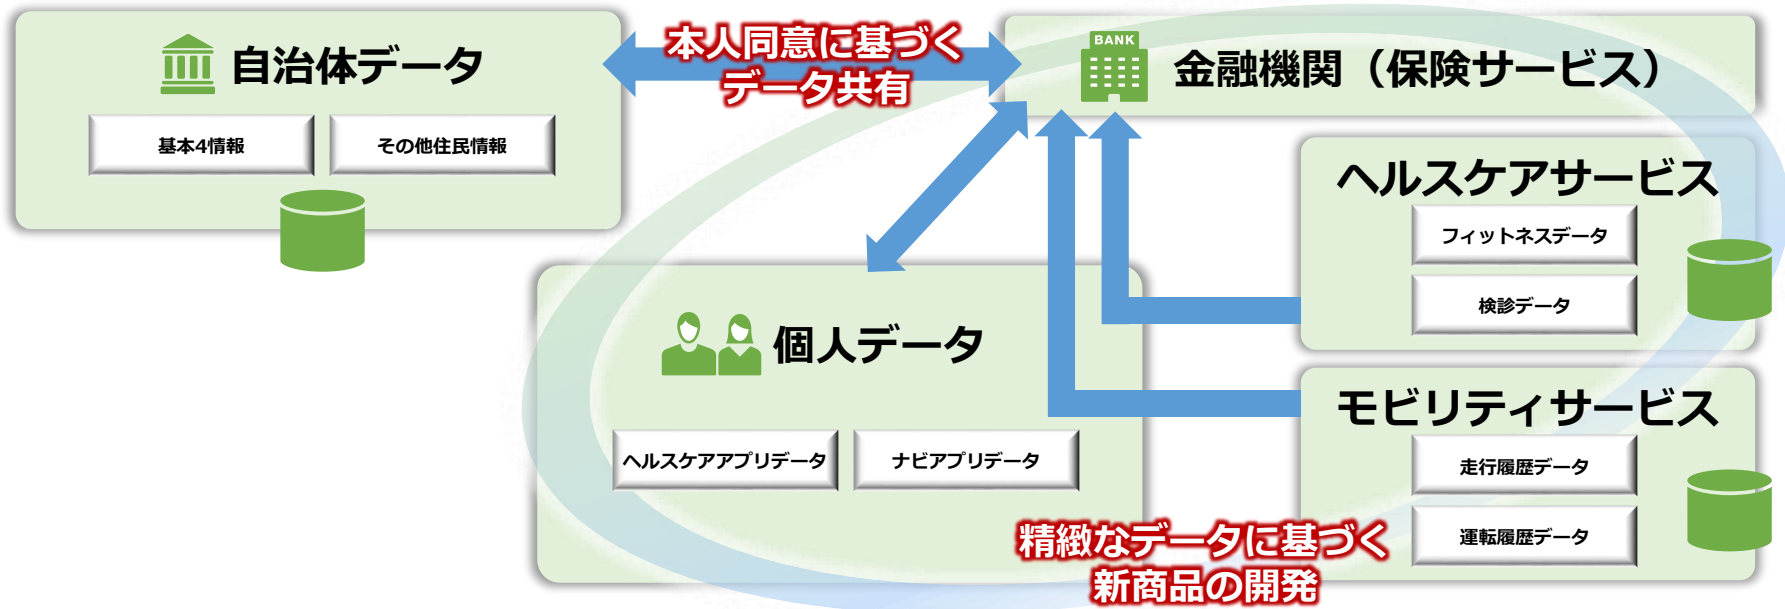 自治体データ
基本4情報
その他住民情報
本人同意に基づく
データ共有
BANK
金融機関（保険サービス）
ヘルスケアサービス
フィットネスデータ
検診データ
個人データ
ヘルスケアアプリデータ
ナビアプリデータ
モビリティサービス
走行履歴データ
運転履歴データ
精緻なデータに基づく
新商品の開発